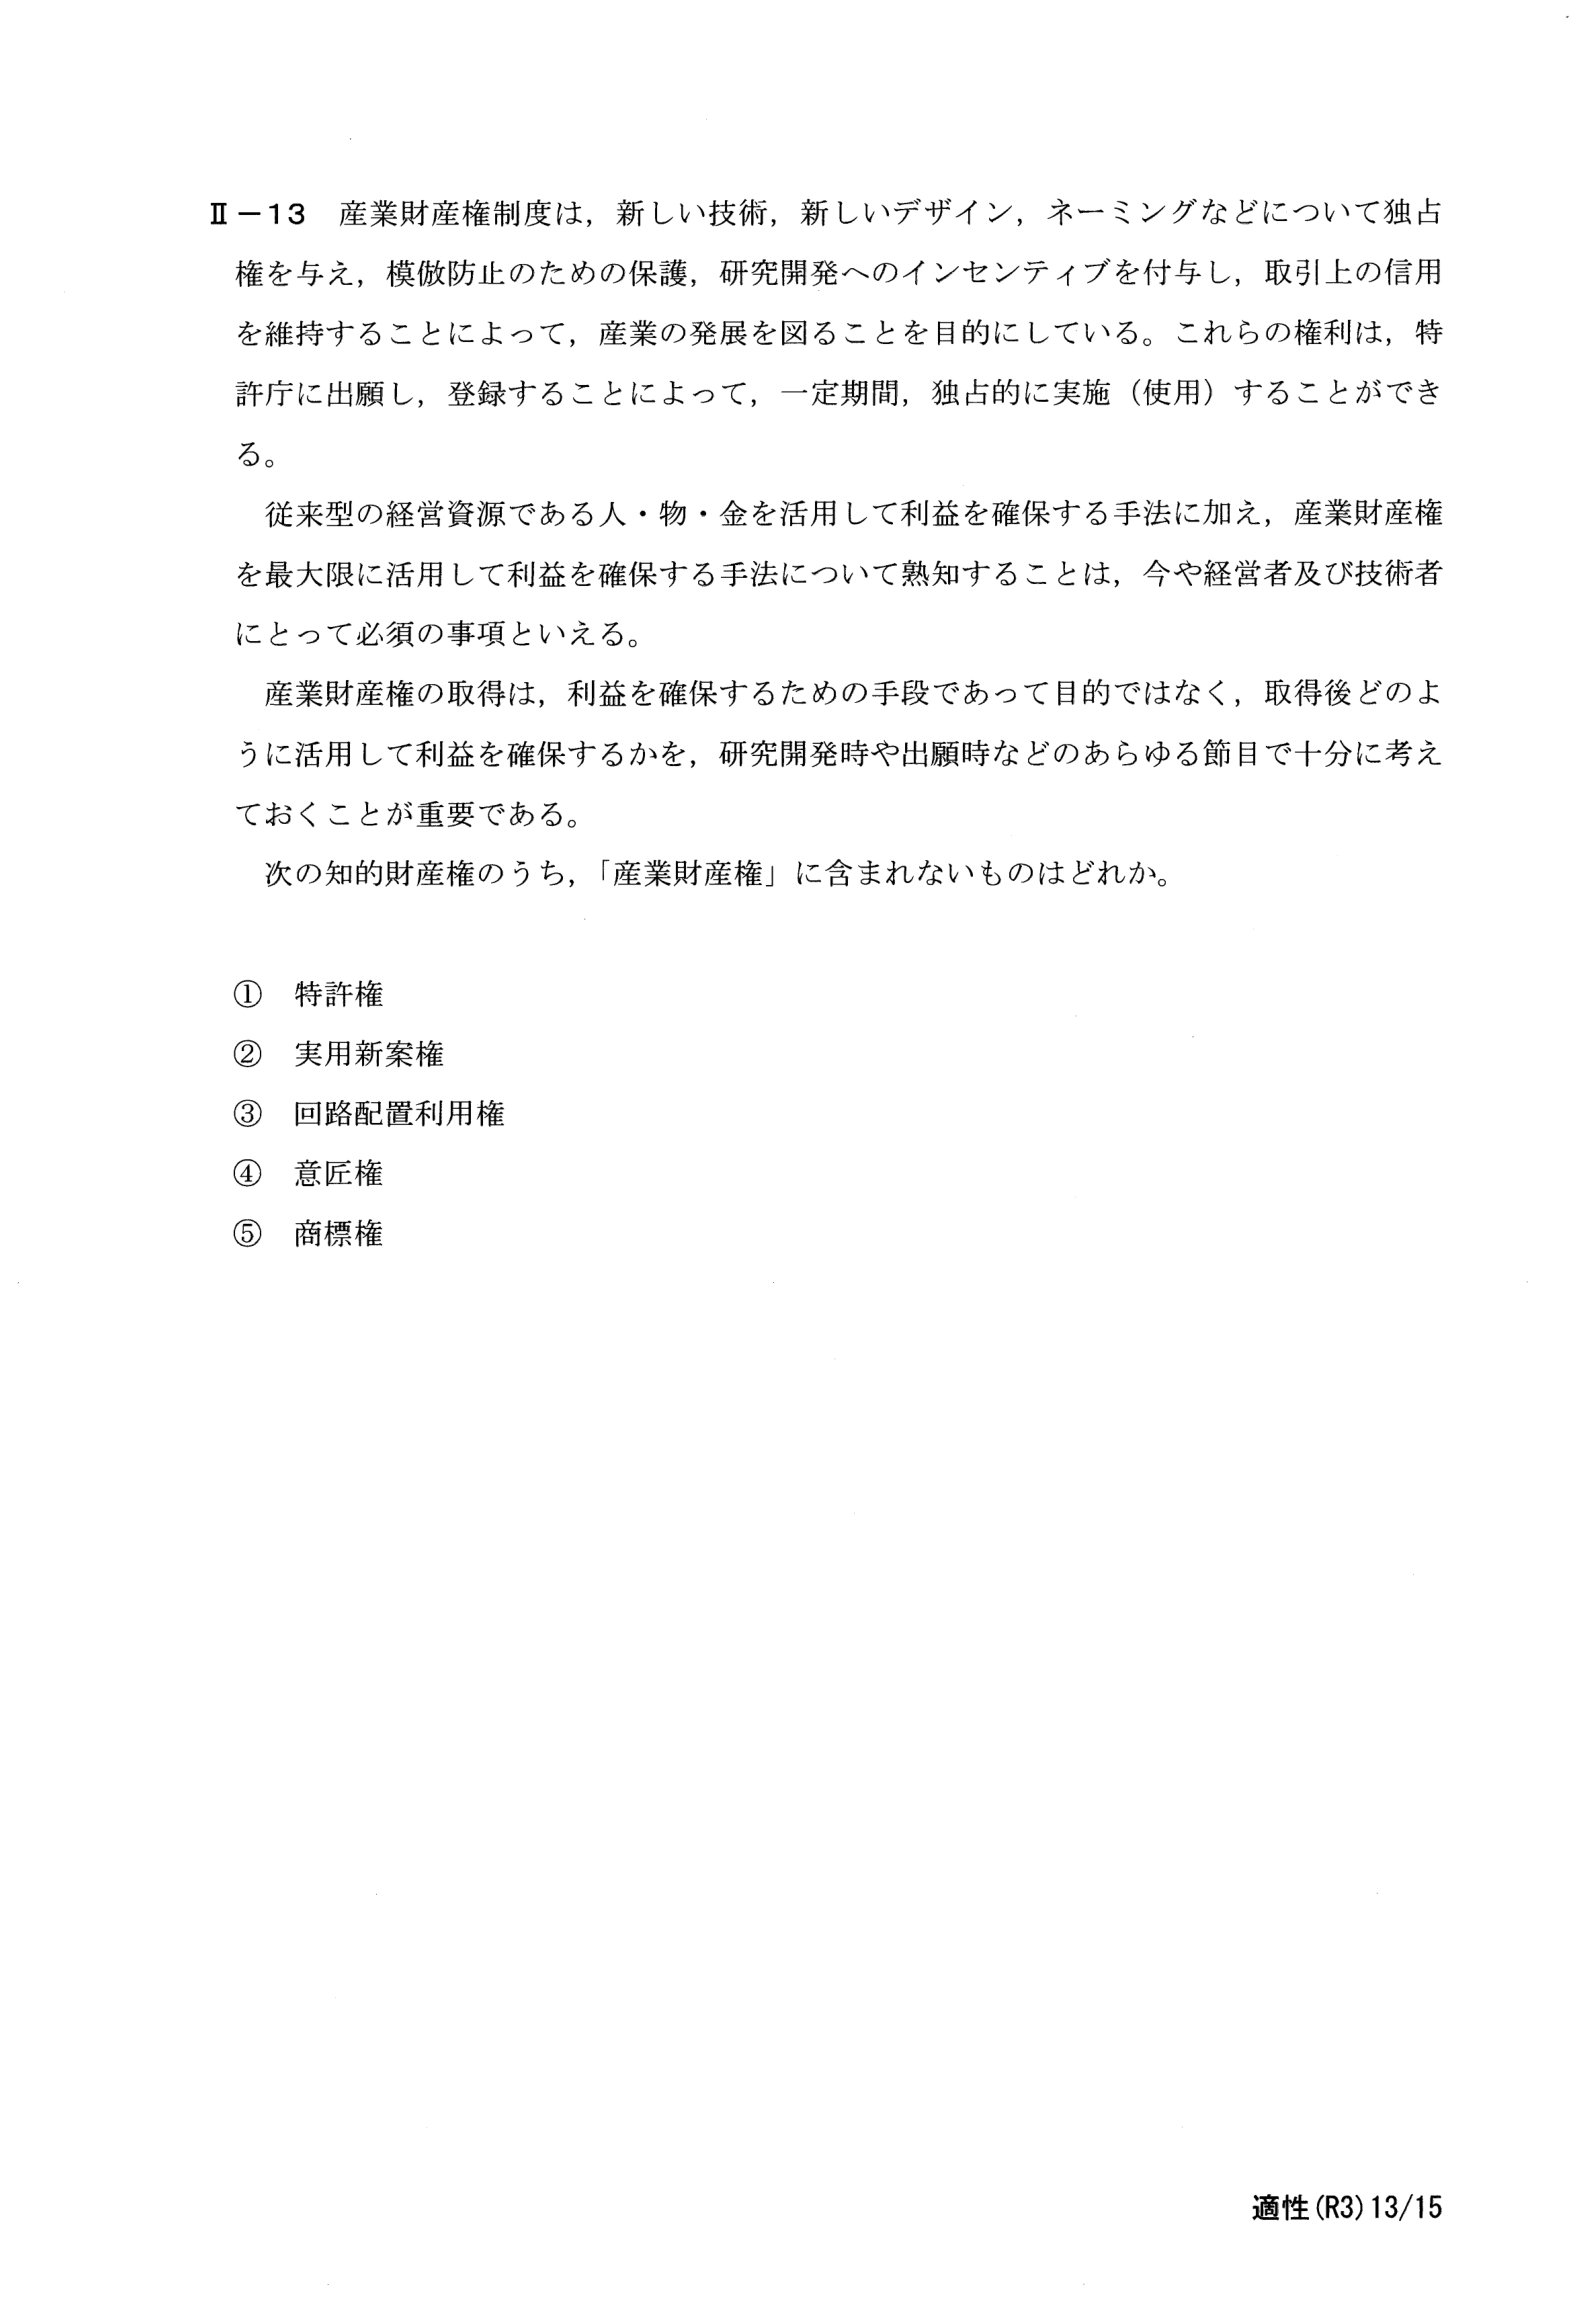 Ⅱ－13　産業財産権制度は，新しい技術，新しいデザイン，ネーミングなどについて独占
権を与え，模倣防止のための保護，研究開発へのインセンティブを付与し，取引上の信用
を維持することによって，産業の発展を図ることを目的にしている。これらの権利は，特
許庁に出願し，登録することによって，一定期間，独占的に実施（使用）することができ
る。
従来型の経営資源である人・物・金を活用して利益を確保する手法に加え，産業財産権
を最大限に活用して利益を確保する手法について熟知することは，今や経営者及び技術者
にとって必須の事項といえる。
産業財産権の取得は，利益を確保するための手段であって目的ではなく，取得後どのよ
うに活用して利益を確保するかを，研究開発時や出願時などのあらゆる節目で十分に考え
ておくことが重要である。
次の知的財産権のうち，「産業財産権」に含まれないものはどれか。
①　特許権
②　実用新案権
③　回路配置利用権
④　意匠権
⑤　商標権
適性(R3)13/15